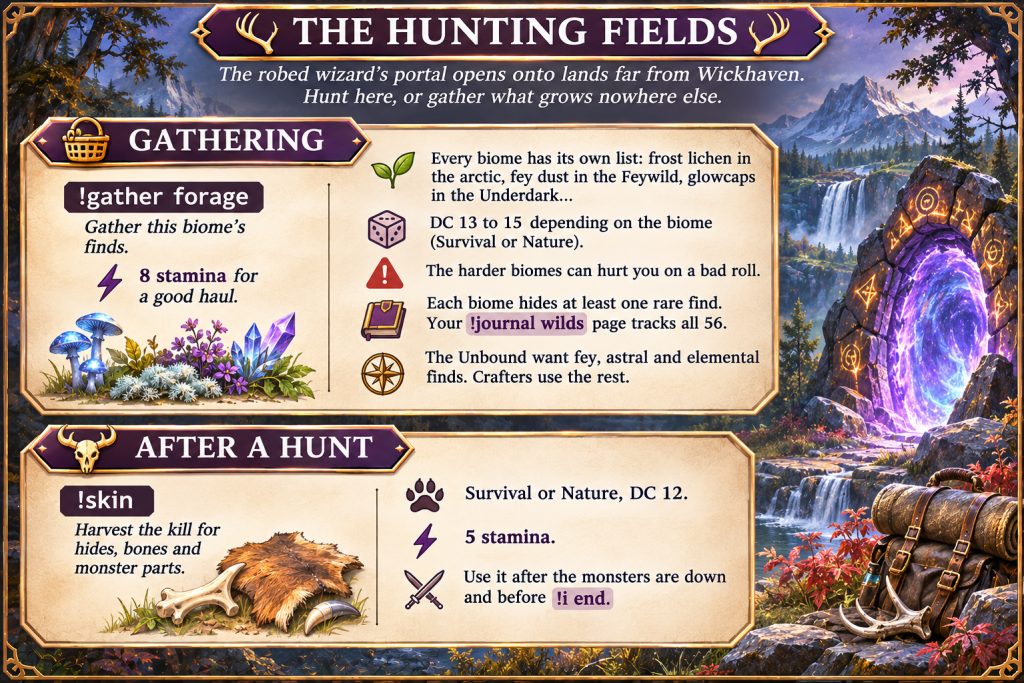 THE HUNTING FIELDS
The robed wizard's portal opens onto lands far from Wickhaven.
Hunt here, or gather what grows nowhere else.
GATHERING
!gather forage
Gather this biome's
finds.
8 stamina for
a good haul.
Every biome has its own list: frost lichen in
the arctic, fey dust in the Feywild, glowcaps
in the Underdark...
DC 13 to 15 depending on the biome
(Survival or Nature).
The harder biomes can hurt you on a bad roll.
Each biome hides at least one rare find.
Your !journal wilds page tracks all 56.
The Unbound want fey, astral and elemental
finds. Crafters use the rest.
AFTER A HUNT
!skin
Harvest the kill for
hides, bones and
monster parts.
Survival or Nature, DC 12.
5 stamina.
Use it after the monsters are down
and before !i end.